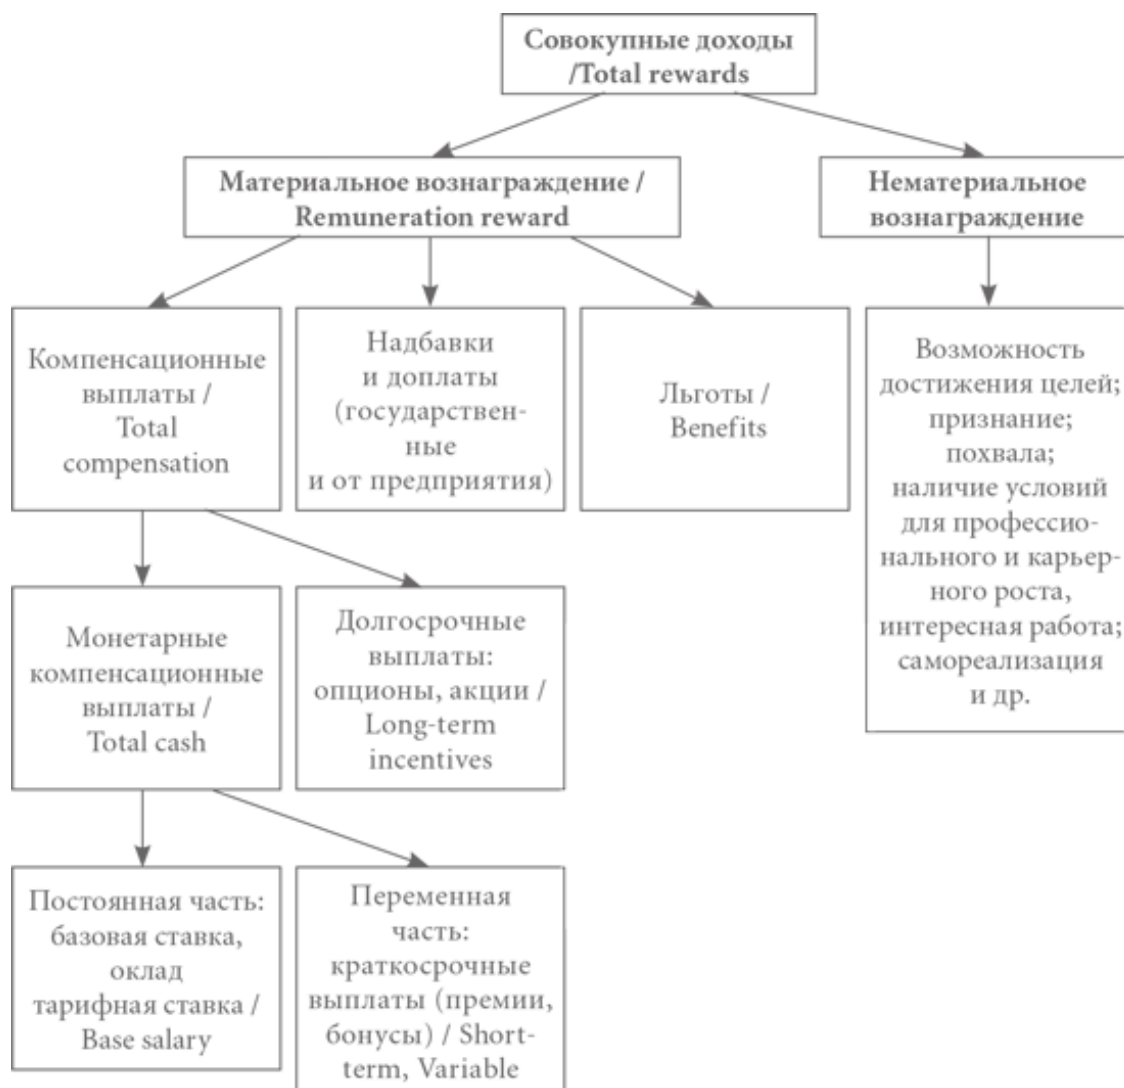 Совокупные доходы
/Total rewards
Материальное вознаграждение /
Remuneration reward
Нематериальное
вознаграждение
Компенсационные
выплаты /
Total
compensation
Надбавки
и доплаты
(государствен-
ные
и от предприятия)
Льготы /
Benefits
Возможность
достижения целей;
признание;
похвала;
наличие условий
для профессио-
нального и карьер-
ного роста,
интересная работа;
самореализация
и др.
Монетарные
компенсационные
выплаты /
Total cash
Долгосрочные
выплаты:
опционы, акции /
Long-term
incentives
Постоянная часть:
базовая ставка,
оклад
тарифная ставка /
Base salary
Переменная
часть:
краткосрочные
выплаты (премии,
бонусы) / Short-
term, Variable